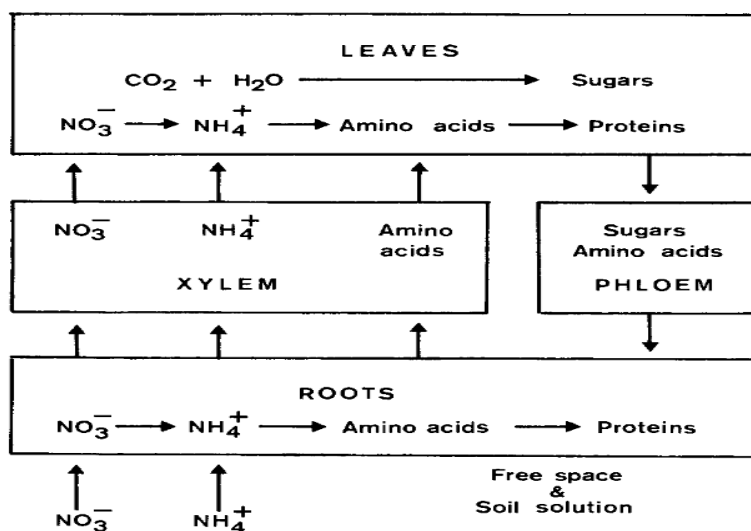 LEAVES
CO₂ + H₂O → Sugars
NO₃⁻ → NH₄⁺ → Amino acids → Proteins
NO₃⁻ NH₄⁺ Amino acids
XYLEM
Sugars
Amino acids
PHLOEM
ROOTS
NO₃⁻ → NH₄⁺ → Amino acids → Proteins
NO₃⁻ NH₄⁺
Free space
&
Soil solution